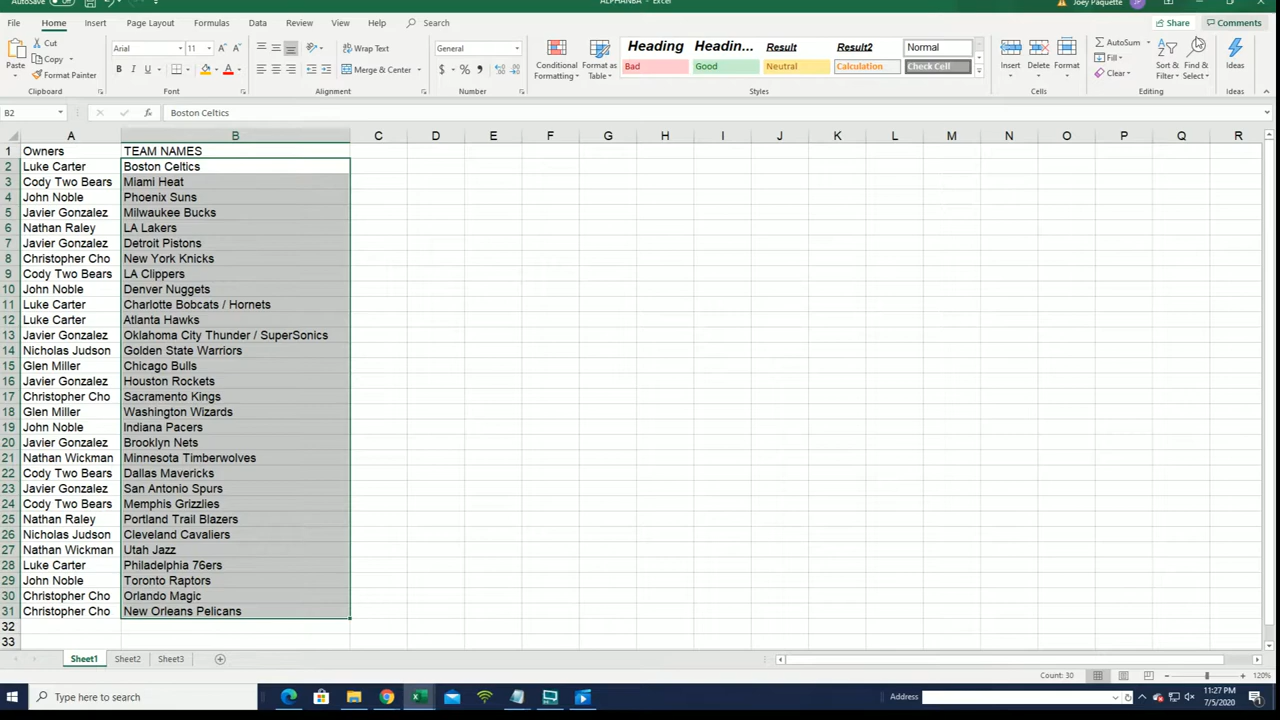 AutoSave Off ALPHANBA - Excel Joey Paquette JP
File Home Insert Page Layout Formulas Data Review View Help Search Share Comments
Cut Arial 11 Wrap Text General Heading Headin... Result Result2 Normal AutoSum
Copy Fill
Paste Format Painter B I U Merge & Center $ % Conditional Formatting Format as Table Bad Good Neutral Calculation Check Cell Insert Delete Format Clear Sort & Filter Find & Select Ideas
Clipboard Font Alignment Number Styles Cells Editing Ideas
B2 fx Boston Celtics
A B C D E F G H I J K L M N O P Q R
1 Owners TEAM NAMES
2 Luke Carter Boston Celtics
3 Cody Two Bears Miami Heat
4 John Noble Phoenix Suns
5 Javier Gonzalez Milwaukee Bucks
6 Nathan Raley LA Lakers
7 Javier Gonzalez Detroit Pistons
8 Christopher Cho New York Knicks
9 Cody Two Bears LA Clippers
10 John Noble Denver Nuggets
11 Luke Carter Charlotte Bobcats / Hornets
12 Luke Carter Atlanta Hawks
13 Javier Gonzalez Oklahoma City Thunder / SuperSonics
14 Nicholas Judson Golden State Warriors
15 Glen Miller Chicago Bulls
16 Javier Gonzalez Houston Rockets
17 Christopher Cho Sacramento Kings
18 Glen Miller Washington Wizards
19 John Noble Indiana Pacers
20 Javier Gonzalez Brooklyn Nets
21 Nathan Wickman Minnesota Timberwolves
22 Cody Two Bears Dallas Mavericks
23 Javier Gonzalez San Antonio Spurs
24 Cody Two Bears Memphis Grizzlies
25 Nathan Raley Portland Trail Blazers
26 Nicholas Judson Cleveland Cavaliers
27 Nathan Wickman Utah Jazz
28 Luke Carter Philadelphia 76ers
29 John Noble Toronto Raptors
30 Christopher Cho Orlando Magic
31 Christopher Cho New Orleans Pelicans
32
33
Sheet1 Sheet2 Sheet3
Count: 30 120%
Type here to search Address 11:27 PM
7/5/2020